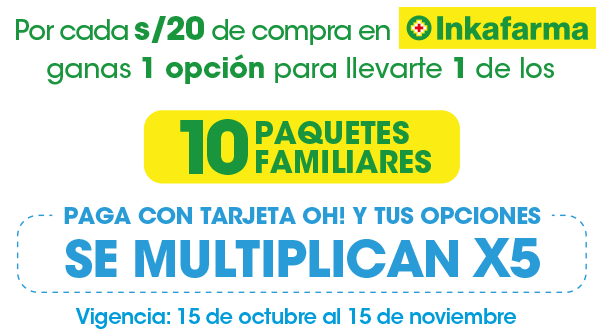 Por cada s/20 de compra en Inkafarma
ganas 1 opción para llevarte 1 de los
10 PAQUETES
FAMILIARES
PAGA CON TARJETA OH! Y TUS OPCIONES
SE MULTIPLICAN X5
Vigencia: 15 de octubre al 15 de noviembre